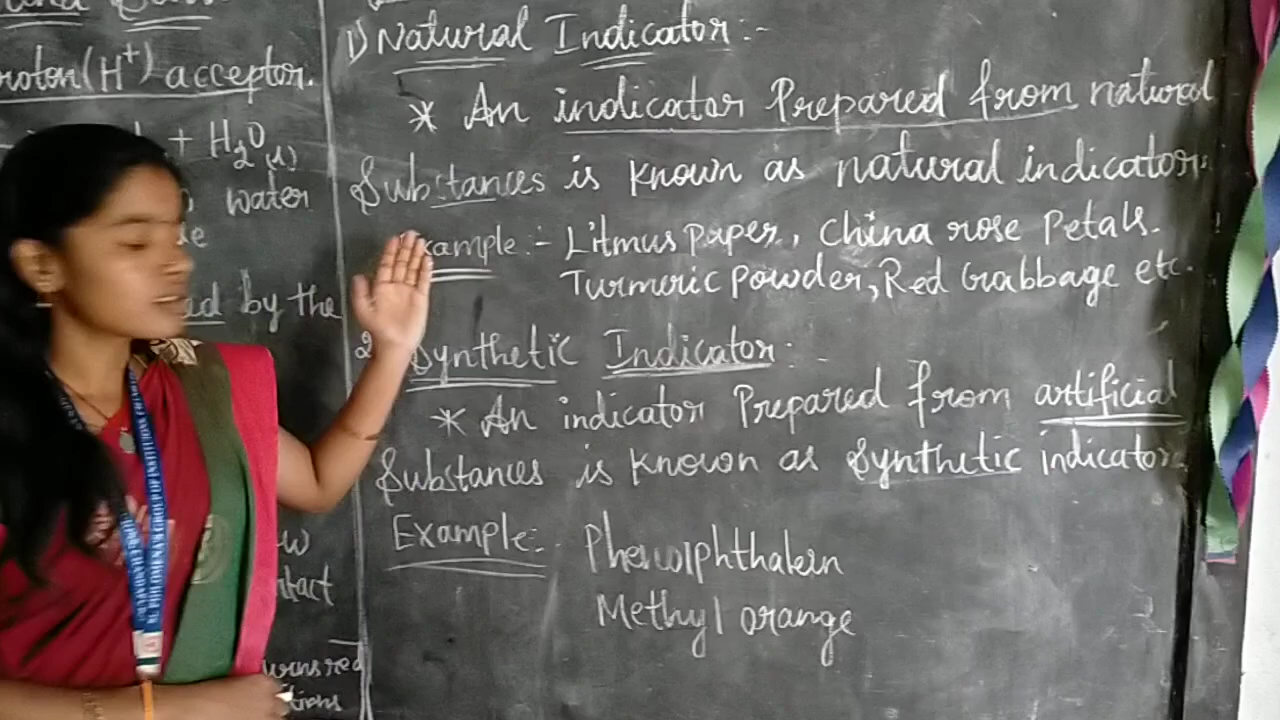 roton(H⁺) acceptor.
+ H₂O(l)
water
by the
ntact
1) Natural Indicator:-
* An indicator Prepared from natural
Substances is known as natural indicator.
Example:- Litmus paper, China rose Petals.
Turmeric powder, Red Cabbage etc.
2 Synthetic Indicator:-
* An indicator Prepared from artificial
Substances is known as Synthetic indicator
Example:- Phenolphthalein
Methyl orange